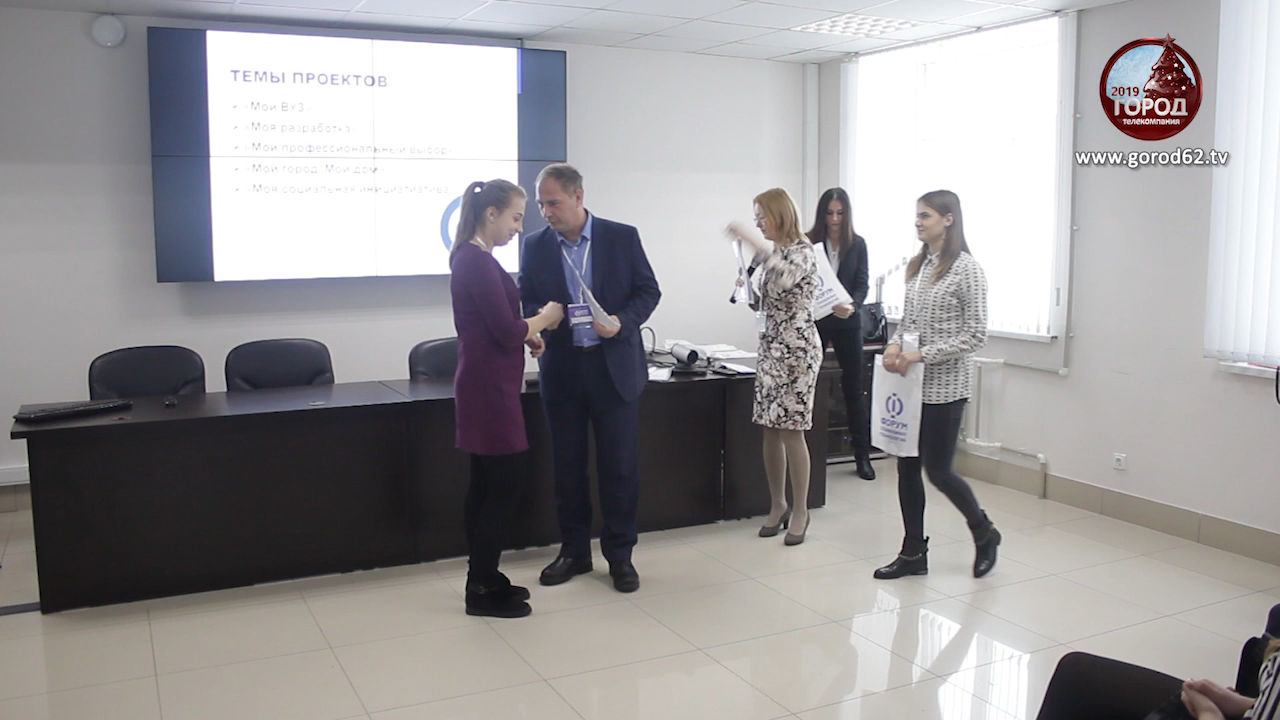 ТЕМЫ ПРОЕКТОВ
«Мой ВУЗ»
«Моя разработка»
«Мой профессиональный выбор»
«Мой город. Мой дом»
«Моя социальная инициатива»
2019
ГОРОД
телекомпания
www.gorod62.tv
ФОРУМ